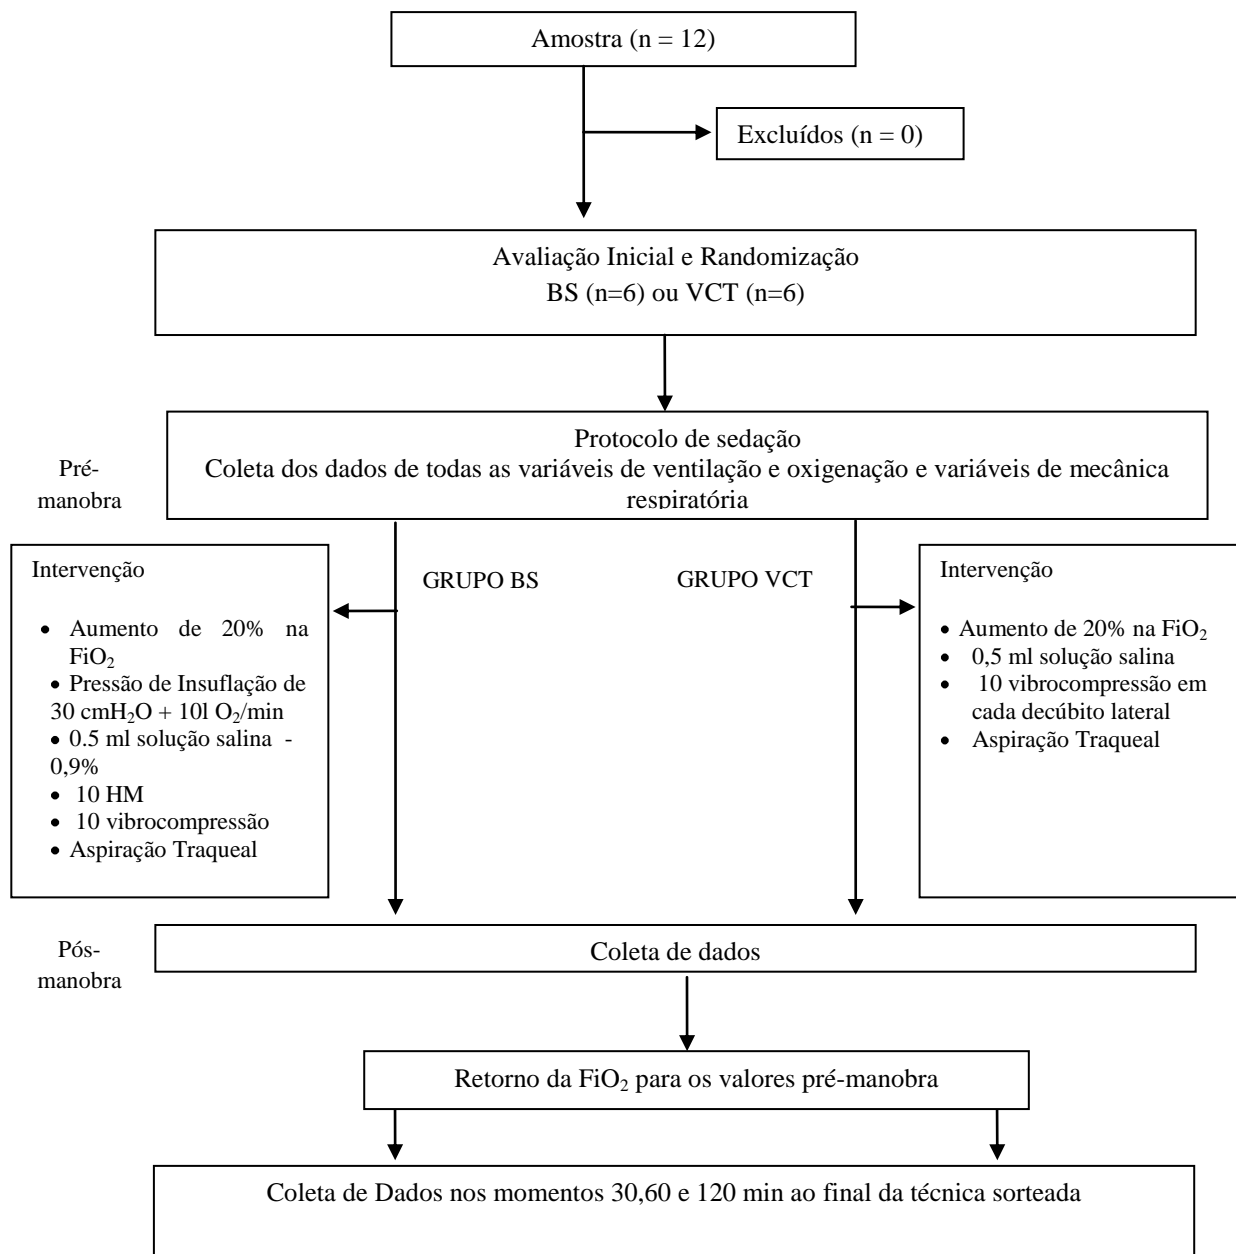 Amostra (n = 12)
Excluídos (n = 0)
Avaliação Inicial e Randomização
BS (n=6) ou VCT (n=6)
Pré-
manobra
Protocolo de sedação
Coleta dos dados de todas as variáveis de ventilação e oxigenação e variáveis de mecânica
respiratória
Intervenção
• Aumento de 20% na
FiO₂
• Pressão de Insuflação de
30 cmH₂O + 10l O₂/min
• 0.5 ml solução salina -
0,9%
• 10 HM
• 10 vibrocompressão
• Aspiração Traqueal
GRUPO BS
GRUPO VCT
Intervenção
• Aumento de 20% na FiO₂
• 0,5 ml solução salina
• 10 vibrocompressão em
cada decúbito lateral
• Aspiração Traqueal
Pós-
manobra
Coleta de dados
Retorno da FiO₂ para os valores pré-manobra
Coleta de Dados nos momentos 30,60 e 120 min ao final da técnica sorteada